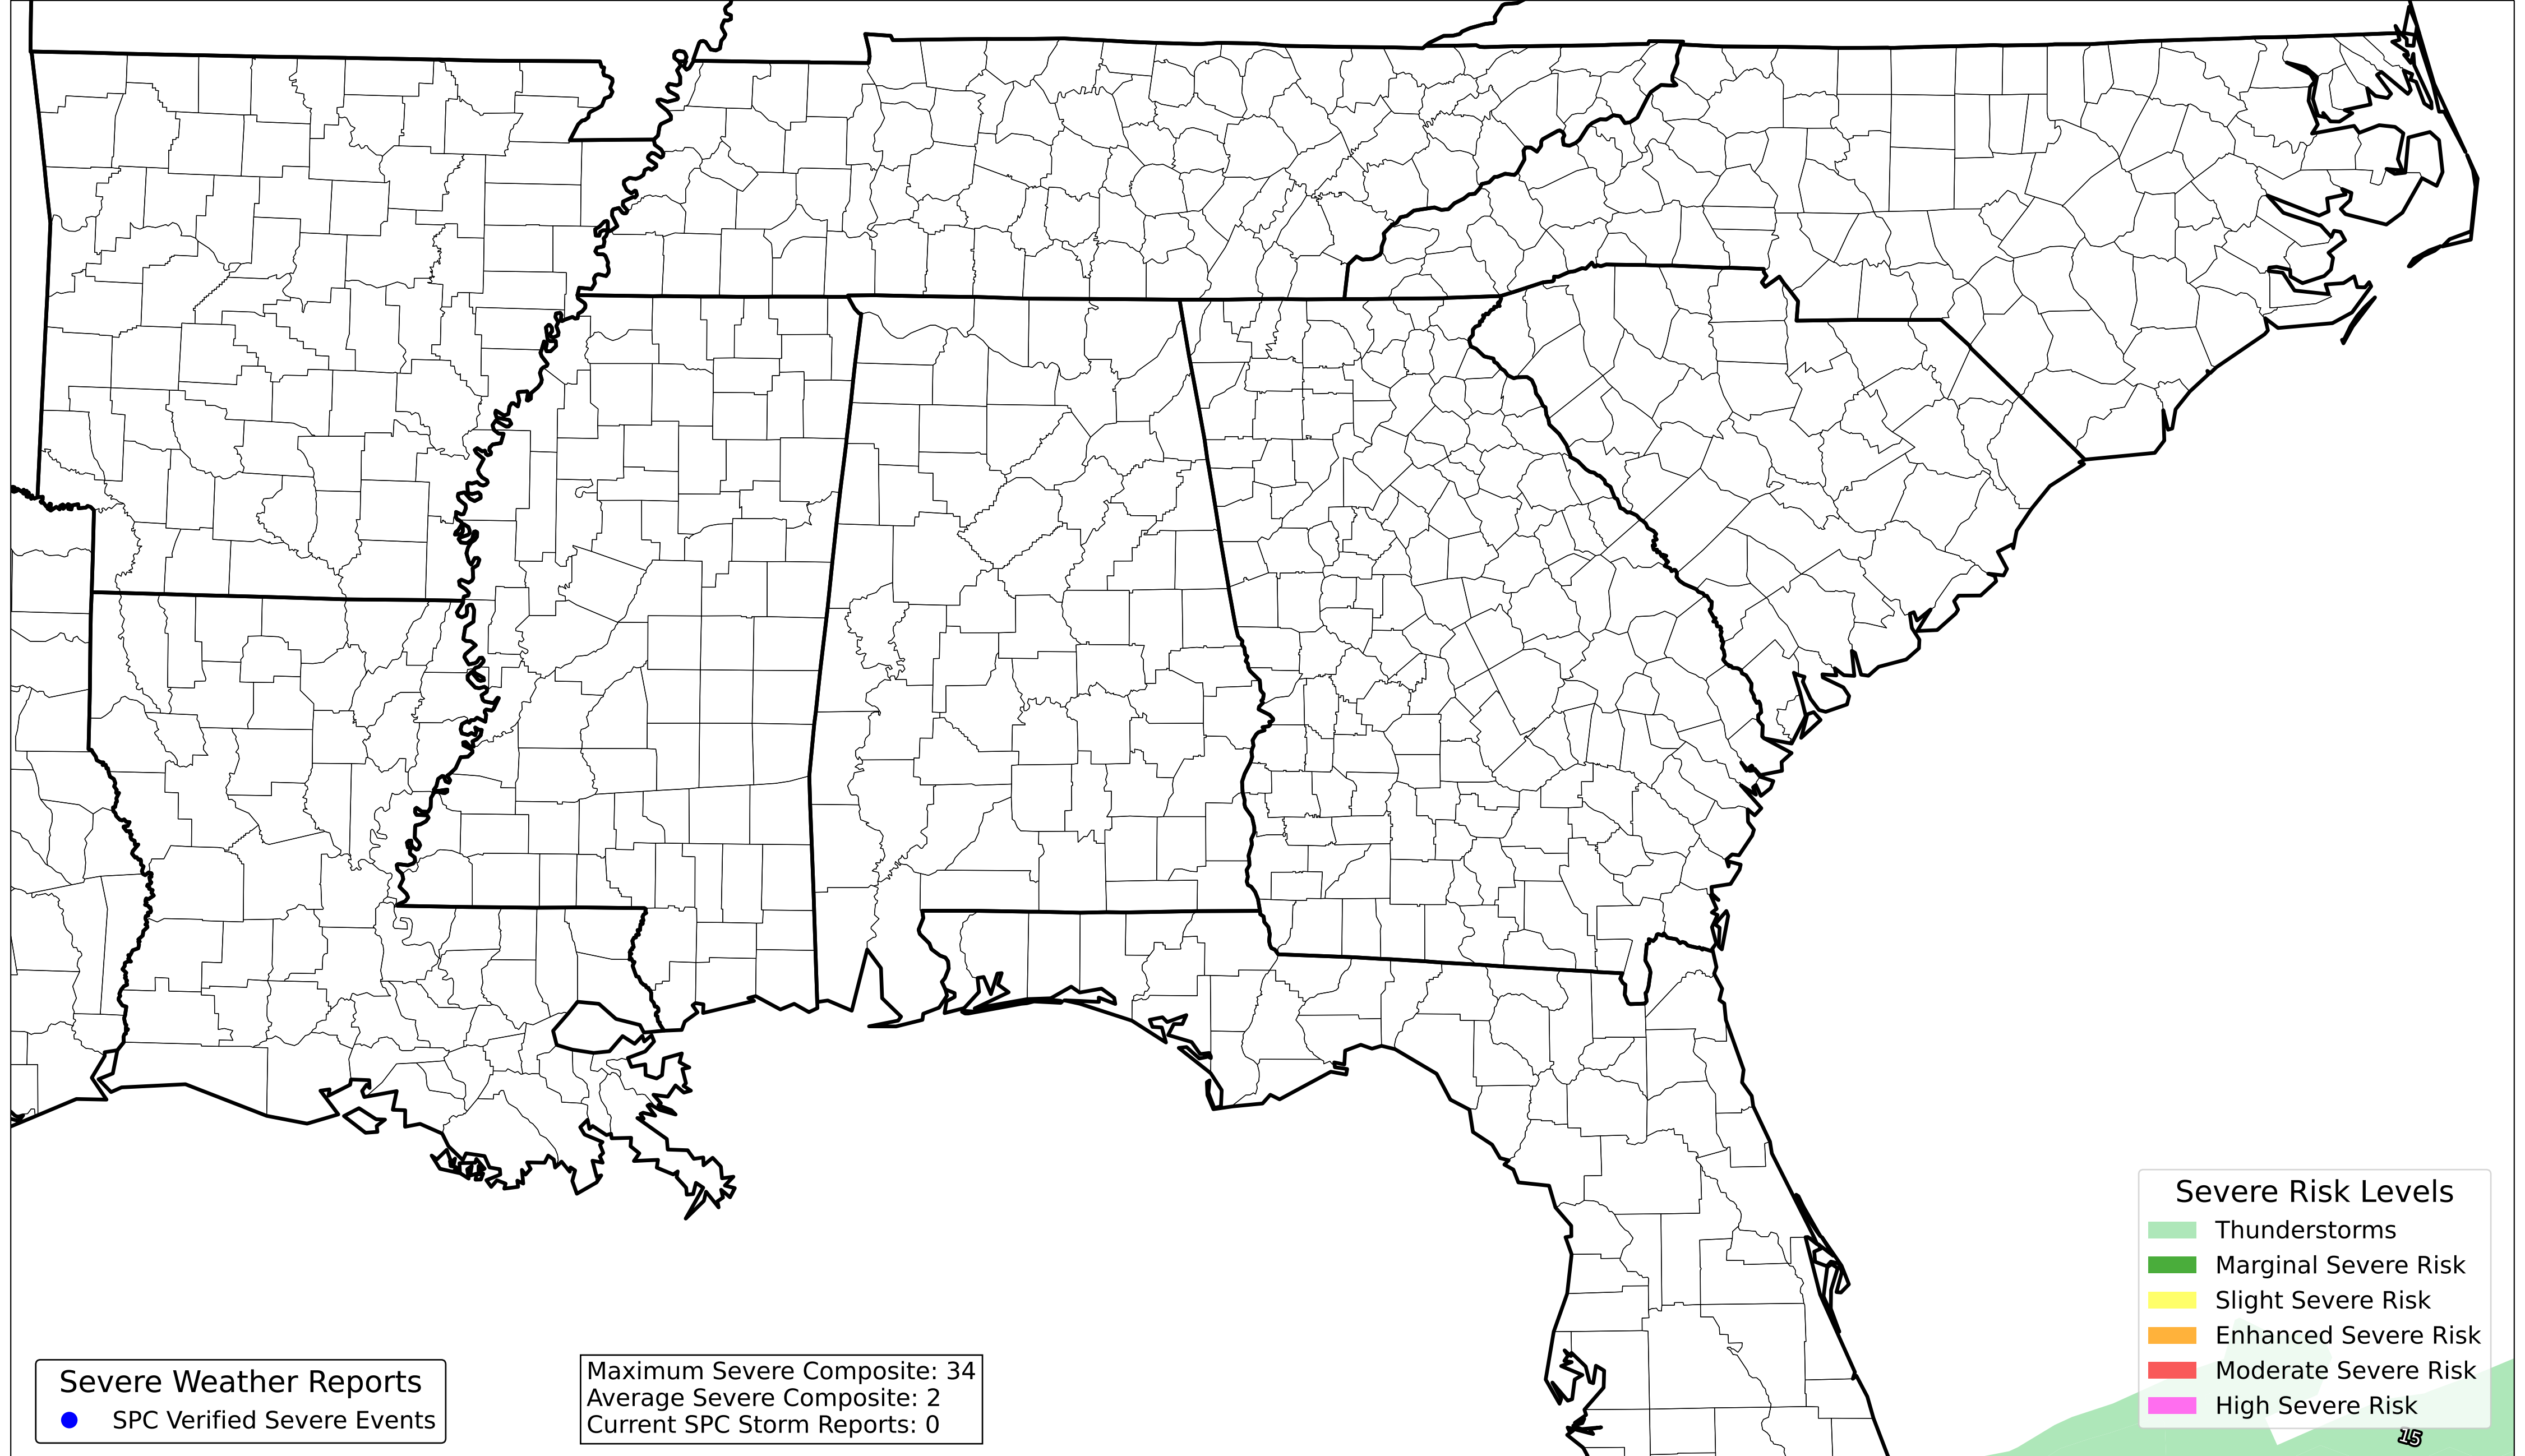 Severe Risk Levels
Thunderstorms
Marginal Severe Risk
Slight Severe Risk
Enhanced Severe Risk
Moderate Severe Risk
High Severe Risk
15
Severe Weather Reports
SPC Verified Severe Events
Maximum Severe Composite: 34
Average Severe Composite: 2
Current SPC Storm Reports: 0